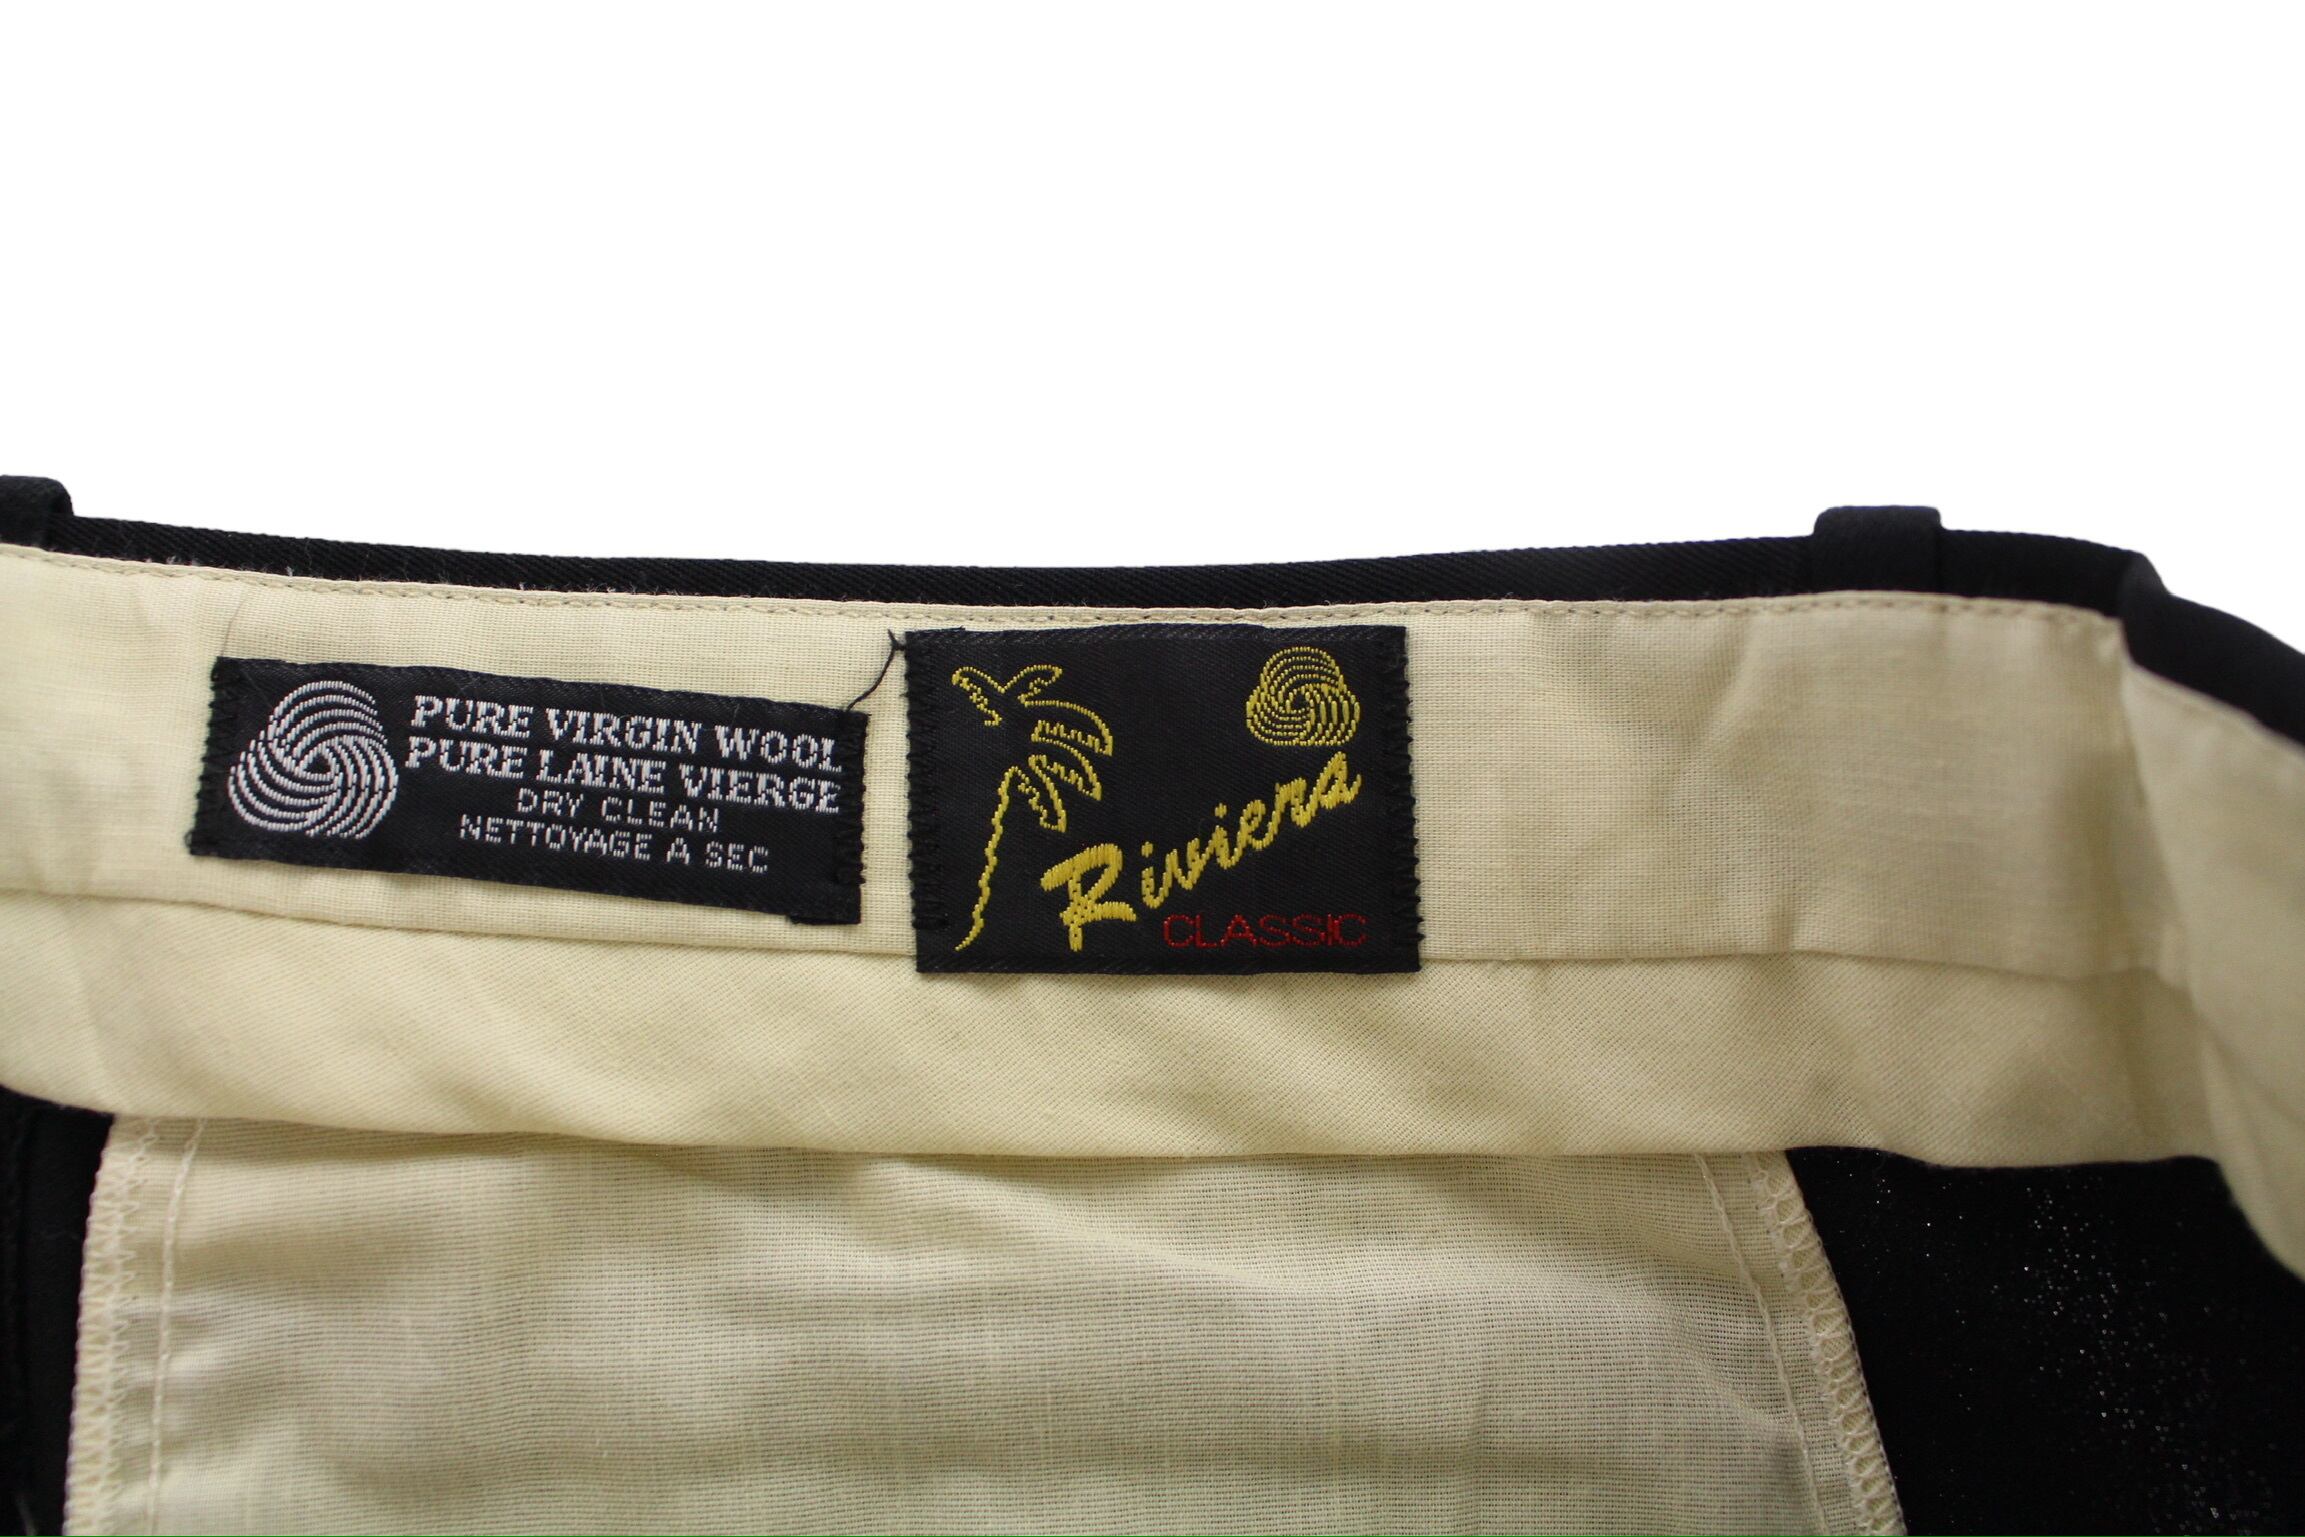 PURE VIRGIN WOOL
PURE LAINE VIERGE
DRY CLEAN
NETTOYAGE A SEC
Riviera
CLASSIC